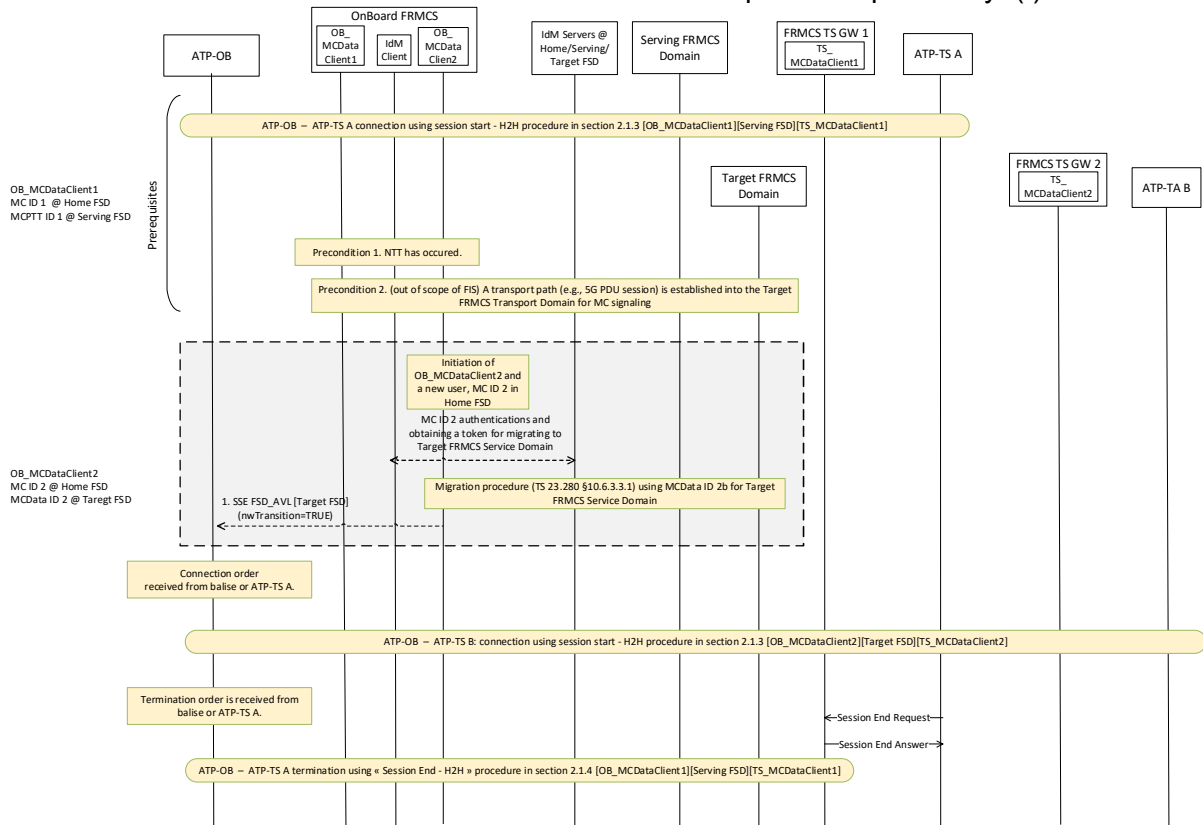 OnBoard FRMCS
OB_
MCData
Client1
IdM
Client
OB_
MCData
Clien2
ATP-OB
IdM Servers @
Home/Serving/
Target FSD
Serving FRMCS
Domain
FRMCS TS GW 1
TS_
MCDataClient1
ATP-TS A
ATP-OB – ATP-TS A connection using session start - H2H procedure in section 2.1.3 [OB_MCDataClient1][Serving FSD][TS_MCDataClient1]
Target FRMCS
Domain
FRMCS TS GW 2
TS_
MCDataClient2
ATP-TA B
OB_MCDataClient1
MC ID 1 @ Home FSD
MCPTT ID 1 @ Serving FSD
Prerequisites
Precondition 1. NTT has occured.
Precondition 2. (out of scope of FIS) A transport path (e.g., 5G PDU session) is established into the Target
FRMCS Transport Domain for MC signaling
Initiation of
OB_MCDataClient2 and
a new user, MC ID 2 in
Home FSD
MC ID 2 authentications and
obtaining a token for migrating to
Target FRMCS Service Domain
OB_MCDataClient2
MC ID 2 @ Home FSD
MCData ID 2 @ Taregt FSD
Migration procedure (TS 23.280 §10.6.3.3.1) using MCData ID 2b for Target
FRMCS Service Domain
1. SSE FSD_AVL [Target FSD]
(nwTransition=TRUE)
Connection order
received from balise or ATP-TS A.
ATP-OB – ATP-TS B: connection using session start - H2H procedure in section 2.1.3 [OB_MCDataClient2][Target FSD][TS_MCDataClient2]
Termination order is received from
balise or ATP-TS A.
Session End Request
Session End Answer
ATP-OB – ATP-TS A termination using « Session End - H2H » procedure in section 2.1.4 [OB_MCDataClient1][Serving FSD][TS_MCDataClient1]